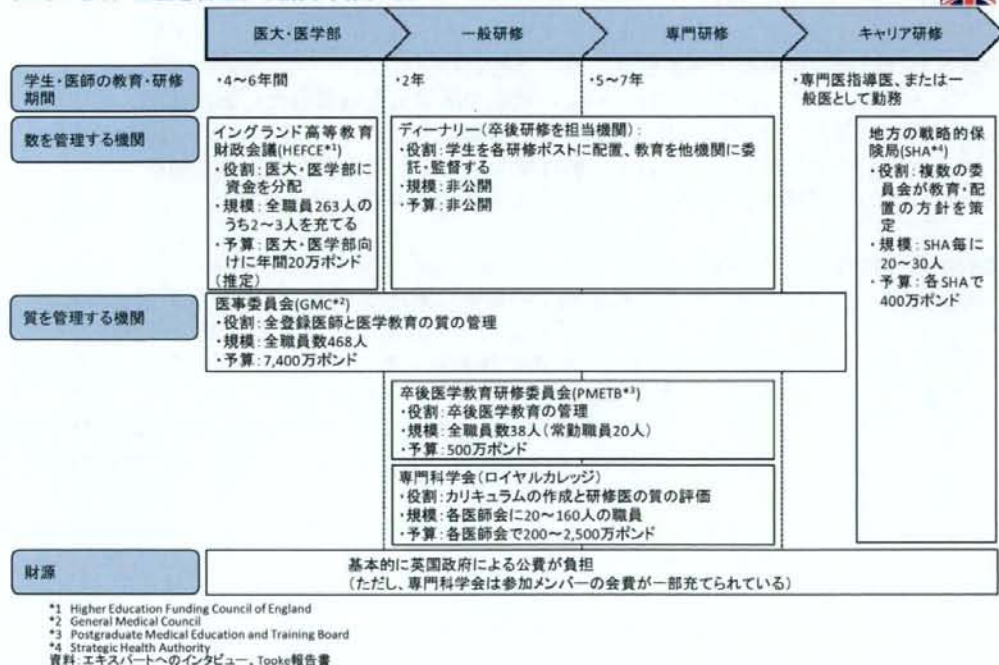 医大・医学部
一般研修
専門研修
キャリア研修
学生・医師の教育・研修
期間
・4～6年間
・2年
・5～7年
・専門医指導医、または一
般医として勤務
数を管理する機関
イングランド高等教育
財政会議(HEFCE*1)
・役割：医大・医学部に
資金を分配
・規模：全職員263人の
うち2～3人を充てる
・予算：医大・医学部向
けに年間20万ポンド
(推定)
ディーナリー(卒後研修を担当機関)：
・役割：学生を各研修ポストに配置、教育を他機関に委
託・監督する
・規模：非公開
・予算：非公開
地方の戦略的保
険局(SHA*4)
・役割：複数の委
員会が教育・配
置の方針を策
定
・規模：SHA毎に
20～30人
・予算：各SHAで
400万ポンド
質を管理する機関
医事委員会(GMC*2)
・役割：全登録医師と医学教育の質の管理
・規模：全職員数468人
・予算：7,400万ポンド
卒後医学教育研修委員会(PMETB*3)
・役割：卒後医学教育の管理
・規模：全職員数38人(常勤職員20人)
・予算：500万ポンド
専門科学会(ロイヤルカレッジ)
・役割：カリキュラムの作成と研修医の質の評価
・規模：各医師会に20～160人の職員
・予算：各医師会で200～2,500万ポンド
財源
基本的に英国政府による公費が負担
(ただし、専門科学会は参加メンバーの会費が一部充てられている)
*1 Higher Education Funding Council of England
*2 General Medical Council
*3 Postgraduate Medical Education and Training Board
*4 Strategic Health Authority
資料：エキスパートへのインタビュー、Tooke報告書